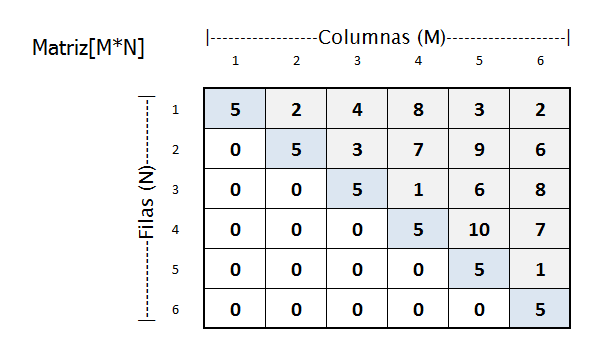 Matriz[M*N]
|-----------------Columnas (M)-------------------|
1 2 3 4 5 6
|--------------Filas (N)-----------|
1 5 2 4 8 3 2
2 0 5 3 7 9 6
3 0 0 5 1 6 8
4 0 0 0 5 10 7
5 0 0 0 0 5 1
6 0 0 0 0 0 5